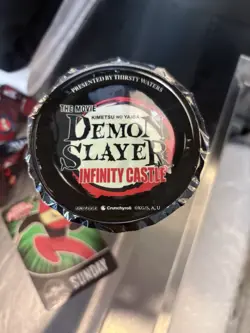 PRESENTED BY THIRSTY WATERS
THE MOVIE
KIMETSU NO YAIBA
DEMON
SLAYER
INFINITY CASTLE
Crunchyroll
SUNDAY